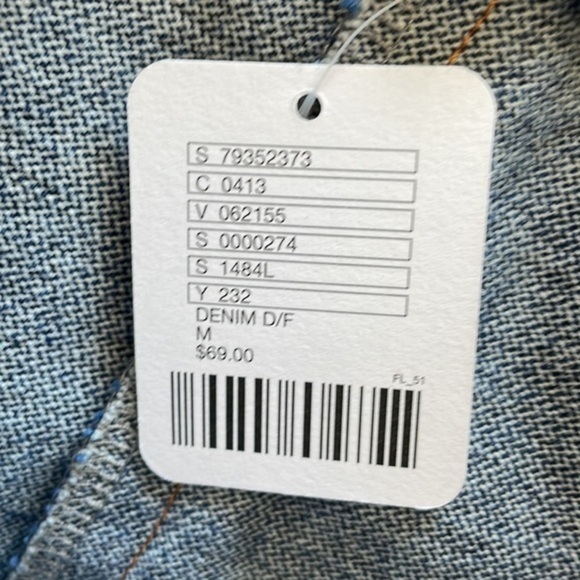 S 79352373
C 0413
V 062155
S 0000274
S 1484L
Y 232
DENIM D/F
M
$69.00
FL_51